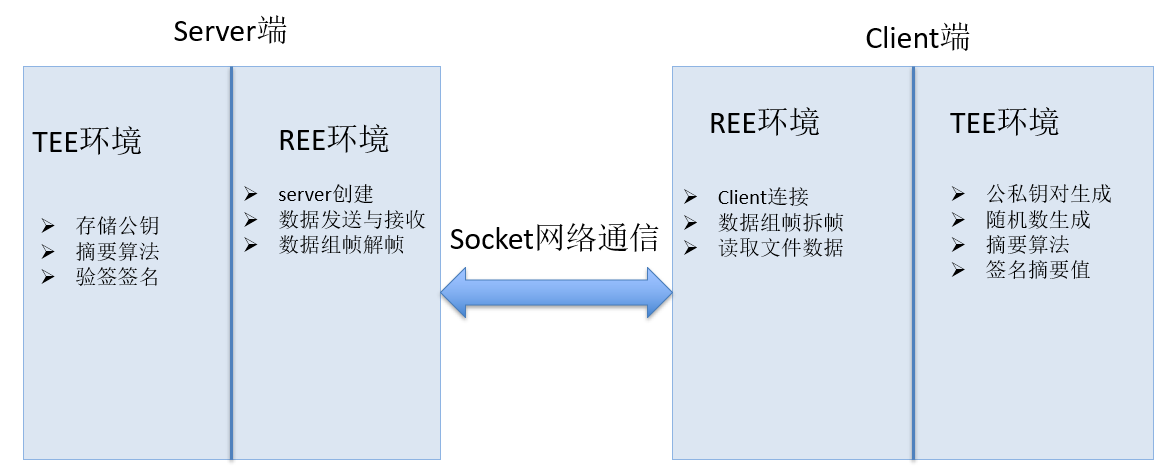 Server端
TEE环境
存储公钥
摘要算法
验签签名
REE环境
server创建
数据发送与接收
数据组帧解帧
Socket网络通信
Client端
REE环境
Client连接
数据组帧拆帧
读取文件数据
TEE环境
公私钥对生成
随机数生成
摘要算法
签名摘要值